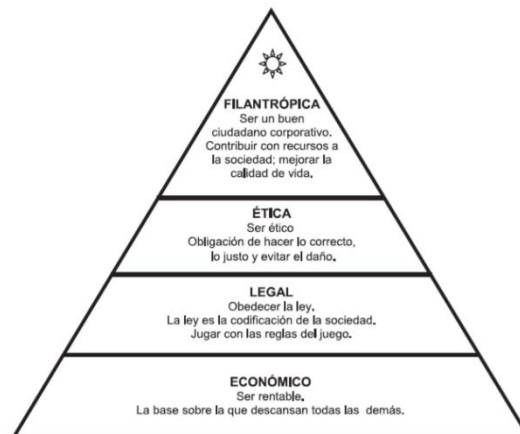 FILANTRÓPICA
Ser un buen
ciudadano corporativo.
Contribuir con recursos a
la sociedad; mejorar la
calidad de vida.
ÉTICA
Ser ético
Obligación de hacer lo correcto,
lo justo y evitar el daño.
LEGAL
Obedecer la ley.
La ley es la codificación de la sociedad.
Jugar con las reglas del juego.
ECONÓMICO
Ser rentable.
La base sobre la que descansan todas las demás.